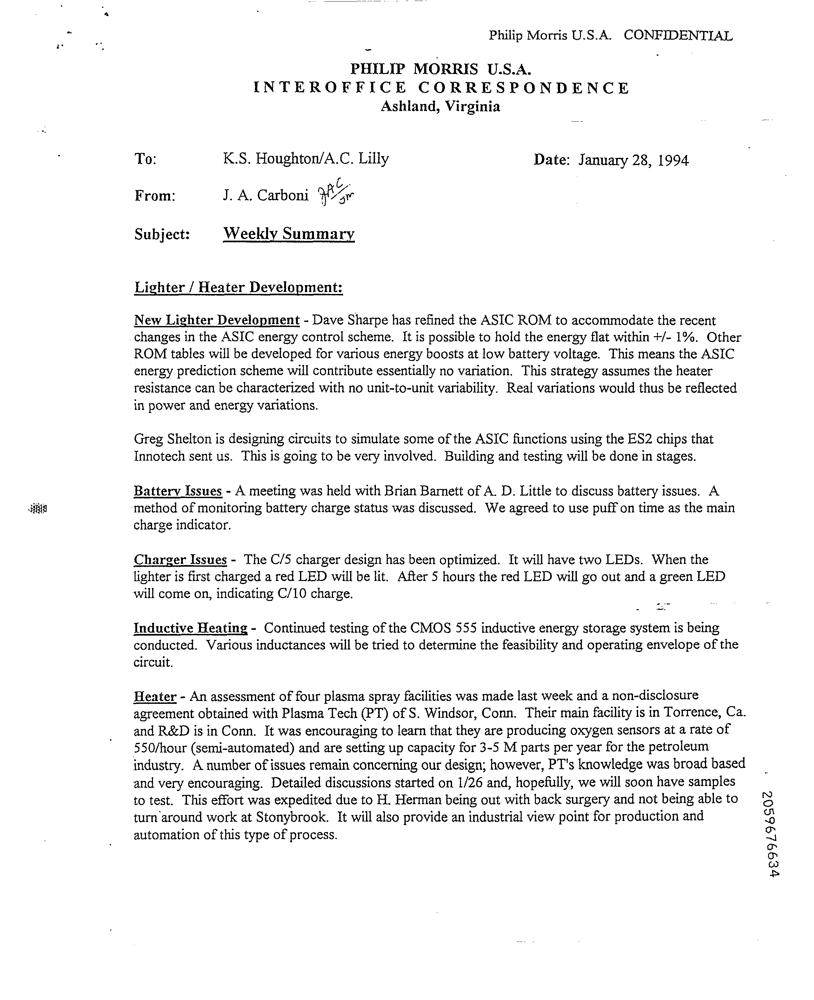 Philip Morris U.S.A. CONFIDENTIAL
PHILIP MORRIS U.S.A.
INTEROFFICE CORRESPONDENCE
Ashland, Virginia
To: K.S. Houghton/A.C. Lilly Date: January 28, 1994
From: J. A. Carboni
Subject: Weekly Summary
Lighter / Heater Development:
New Lighter Development - Dave Sharpe has refined the ASIC ROM to accommodate the recent
changes in the ASIC energy control scheme. It is possible to hold the energy flat within +/- 1%. Other
ROM tables will be developed for various energy boosts at low battery voltage. This means the ASIC
energy prediction scheme will contribute essentially no variation. This strategy assumes the heater
resistance can be characterized with no unit-to-unit variability. Real variations would thus be reflected
in power and energy variations.
Greg Shelton is designing circuits to simulate some of the ASIC functions using the ES2 chips that
Innotech sent us. This is going to be very involved. Building and testing will be done in stages.
Battery Issues - A meeting was held with Brian Barnett of A. D. Little to discuss battery issues. A
method of monitoring battery charge status was discussed. We agreed to use puff on time as the main
charge indicator.
Charger Issues - The C/5 charger design has been optimized. It will have two LEDs. When the
lighter is first charged a red LED will be lit. After 5 hours the red LED will go out and a green LED
will come on, indicating C/10 charge.
Inductive Heating - Continued testing of the CMOS 555 inductive energy storage system is being
conducted. Various inductances will be tried to determine the feasibility and operating envelope of the
circuit.
Heater - An assessment of four plasma spray facilities was made last week and a non-disclosure
agreement obtained with Plasma Tech (PT) of S. Windsor, Conn. Their main facility is in Torrence, Ca.
and R&D is in Conn. It was encouraging to learn that they are producing oxygen sensors at a rate of
550/hour (semi-automated) and are setting up capacity for 3-5 M parts per year for the petroleum
industry. A number of issues remain concerning our design; however, PT's knowledge was broad based
and very encouraging. Detailed discussions started on 1/26 and, hopefully, we will soon have samples
to test. This effort was expedited due to H. Herman being out with back surgery and not being able to
turn around work at Stonybrook. It will also provide an industrial view point for production and
automation of this type of process.
2059676634